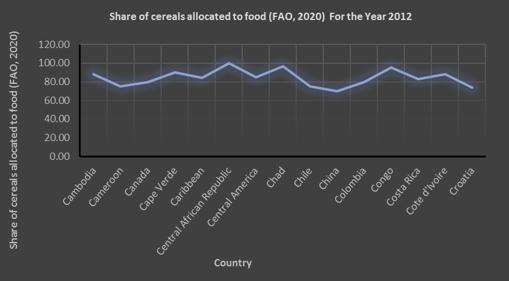 Share of cereals allocated to food (FAO, 2020)  For the Year 2012
Share of cereals allocated to food (FAO, 2020)
120.00
100.00
80.00
60.00
40.00
20.00
0.00
Cambodia
Cameroon
Canada
Cape Verde
Caribbean
Central African Republic
Central America
Chad
Chile
China
Colombia
Congo
Costa Rica
Cote d'Ivoire
Croatia
Country